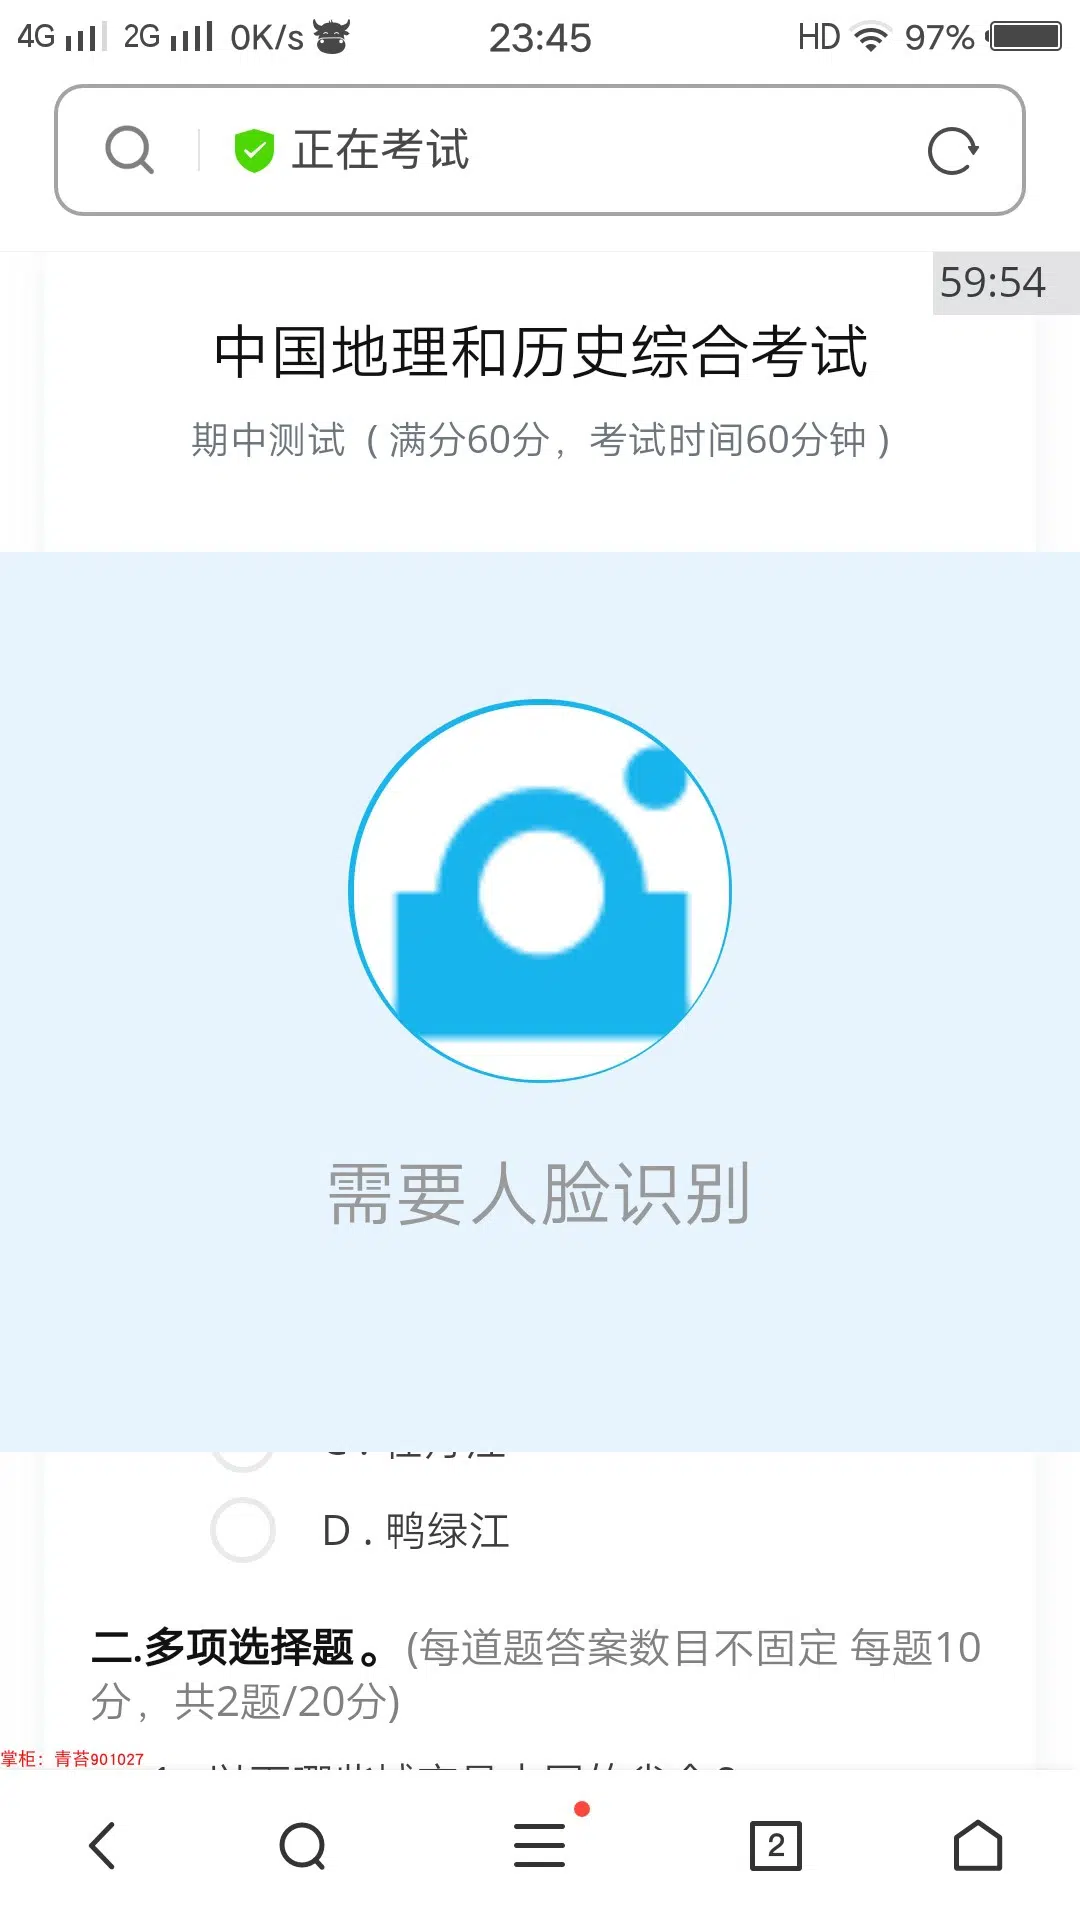 4G 2G 0K/s 23:45 HD 97%
正在考试
59:54
中国地理和历史综合考试
期中测试（满分60分，考试时间60分钟）
需要人脸识别
D . 鸭绿江
二.多项选择题。(每道题答案数目不固定 每题10
分，共2题/20分)
掌柜：青苔901027
2